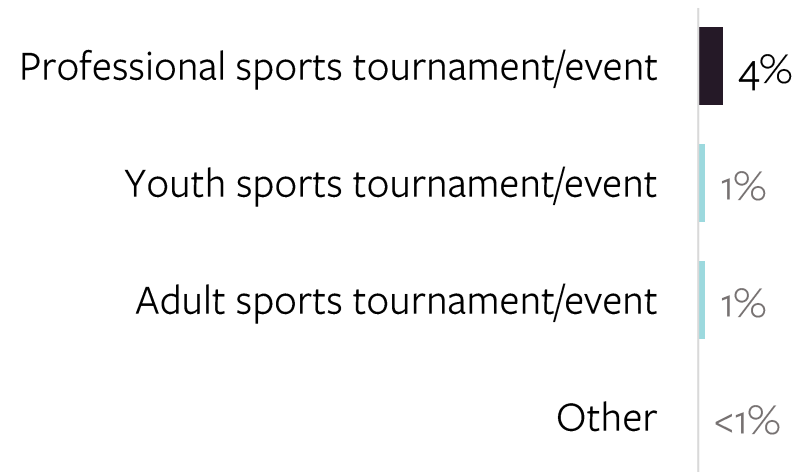 Professional sports tournament/event 4%
Youth sports tournament/event 1%
Adult sports tournament/event 1%
Other <1%